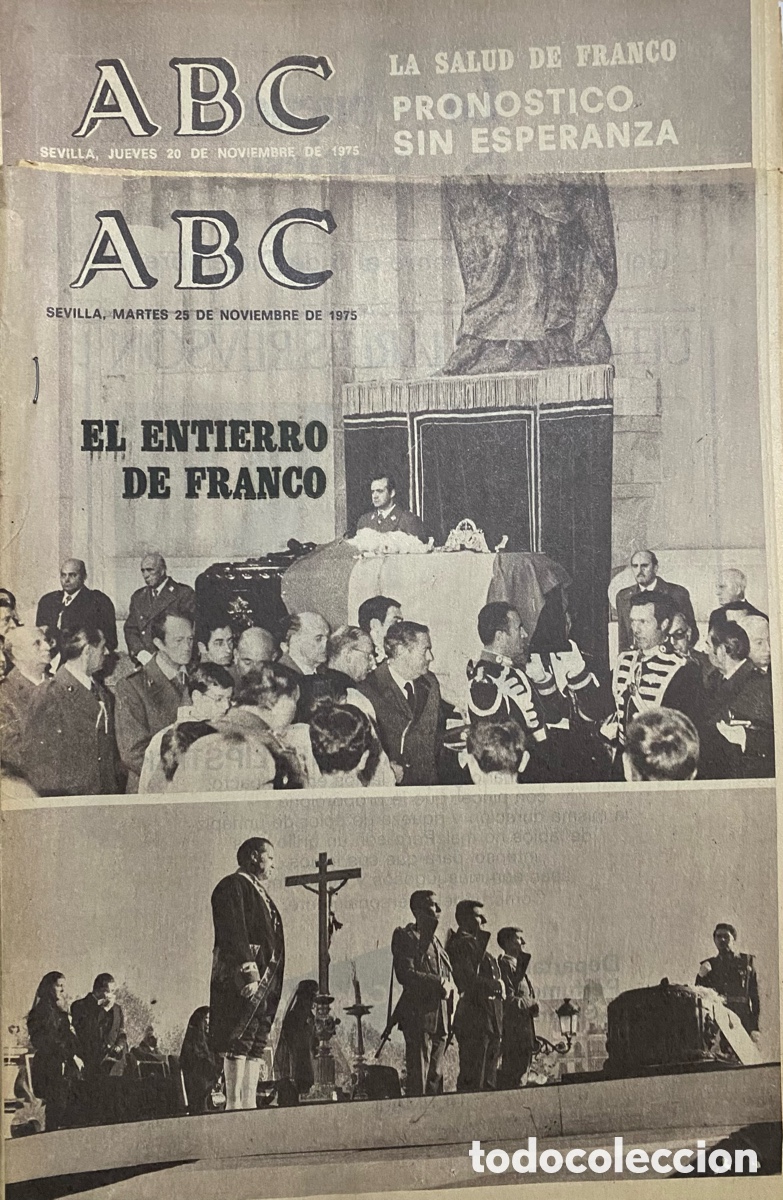 ABC
SEVILLA, JUEVES 20 DE NOVIEMBRE DE 1975
LA SALUD DE FRANCO
PRONOSTICO
SIN ESPERANZA
ABC
SEVILLA, MARTES 25 DE NOVIEMBRE DE 1975
EL ENTIERRO
DE FRANCO
todocoleccion